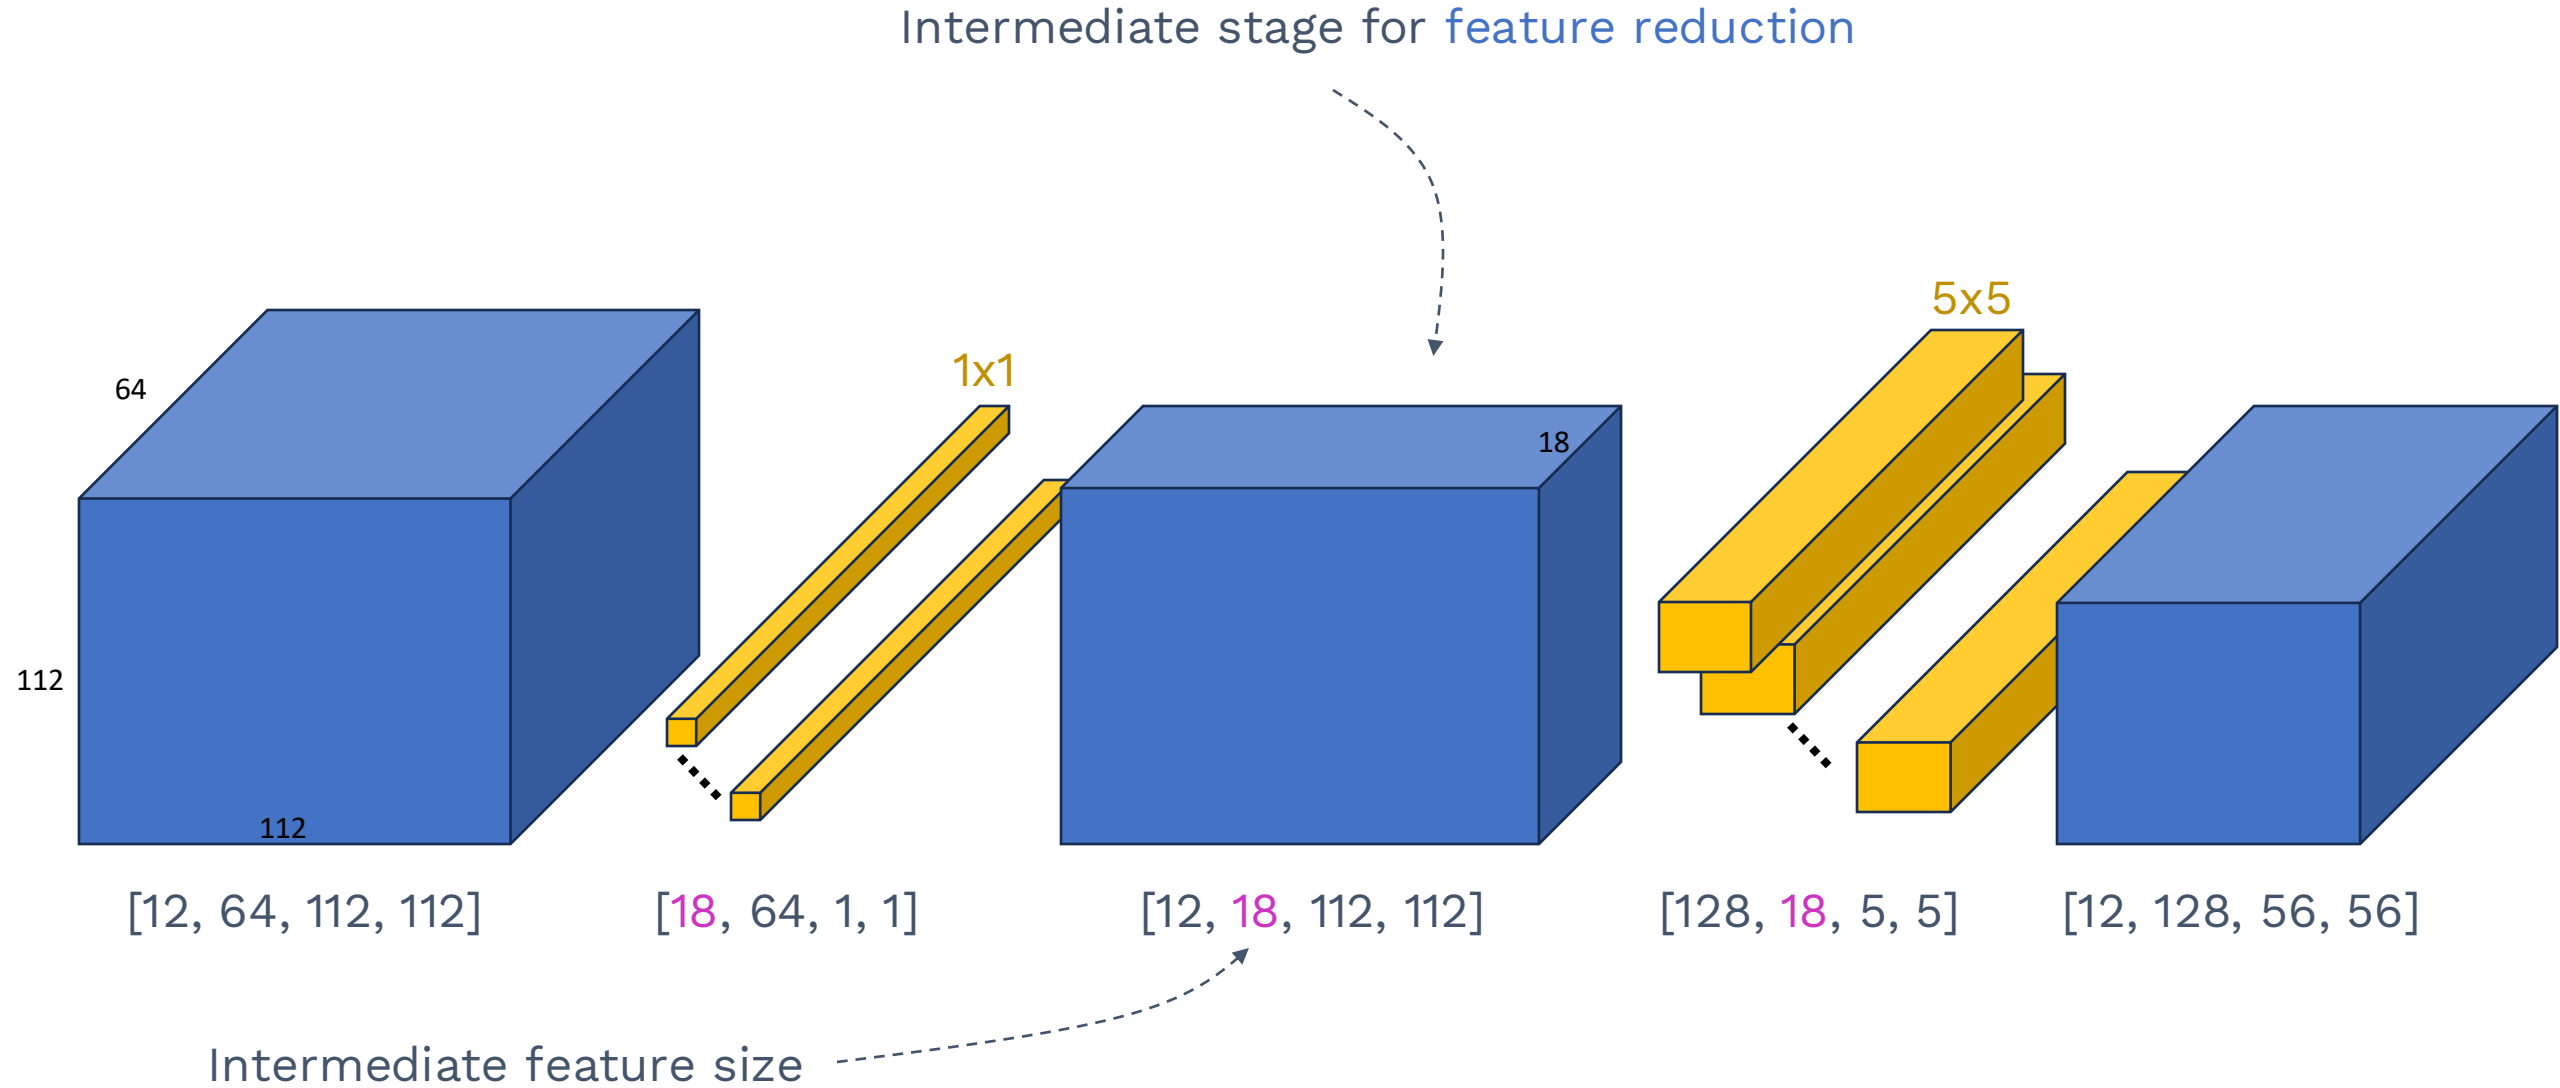 Intermediate stage for feature reduction
5x5
1x1
64
18
112
112
[12, 64, 112, 112]
[18, 64, 1, 1]
[12, 18, 112, 112]
[128, 18, 5, 5]
[12, 128, 56, 56]
Intermediate feature size